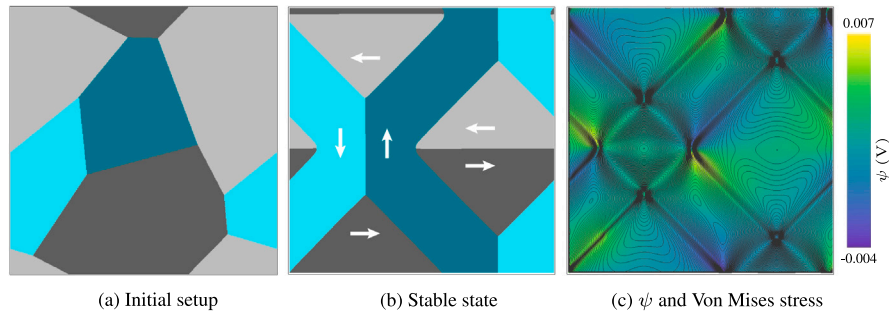 0.007
ψ (V)
-0.004
(a) Initial setup
(b) Stable state
(c) ψ and Von Mises stress